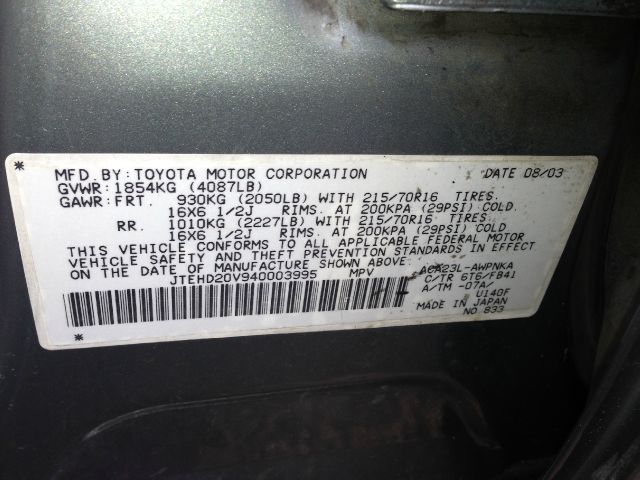 MFD. BY: TOYOTA MOTOR CORPORATION DATE 08/03
GVWR: 1854KG (4087LB)
GAWR: FRT. 930KG (2050LB) WITH 215/70R16 TIRES.
16X6 1/2J RIMS. AT 200KPA (29PSI) COLD.
RR. 1010KG (2227LB) WITH 215/70R16 TIRES.
16X6 1/2J RIMS. AT 200KPA (29PSI) COLD.
THIS VEHICLE CONFORMS TO ALL APPLICABLE FEDERAL MOTOR
VEHICLE SAFETY AND THEFT PREVENTION STANDARDS IN EFFECT
ON THE DATE OF MANUFACTURE SHOWN ABOVE.
JTEHD20V940003995 MPV ACA23L-AWPNKA
C/TR 6T6/FB41
A/TM -07A/
U140F
MADE IN JAPAN
NO. 833